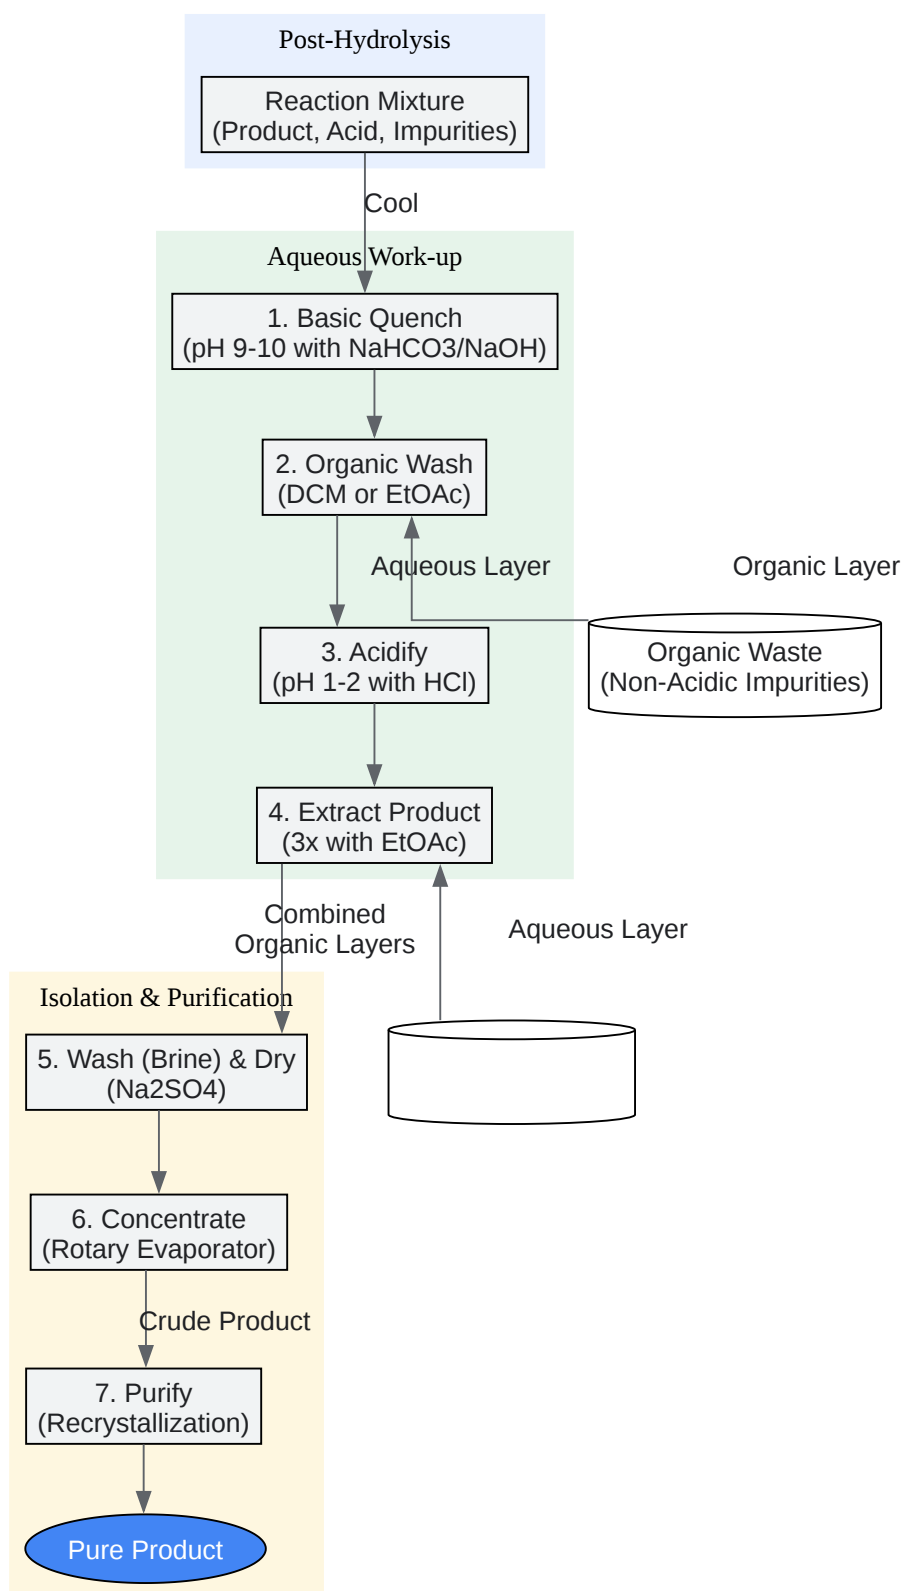 Post-Hydrolysis
Reaction Mixture
(Product, Acid, Impurities)
Cool
Aqueous Work-up
1. Basic Quench
(pH 9-10 with NaHCO3/NaOH)
2. Organic Wash
(DCM or EtOAc)
Aqueous Layer
Organic Layer
3. Acidify
(pH 1-2 with HCl)
Organic Waste
(Non-Acidic Impurities)
4. Extract Product
(3x with EtOAc)
Combined
Organic Layers
Aqueous Layer
Isolation & Purification
5. Wash (Brine) & Dry
(Na2SO4)
6. Concentrate
(Rotary Evaporator)
Crude Product
7. Purify
(Recrystallization)
Pure Product